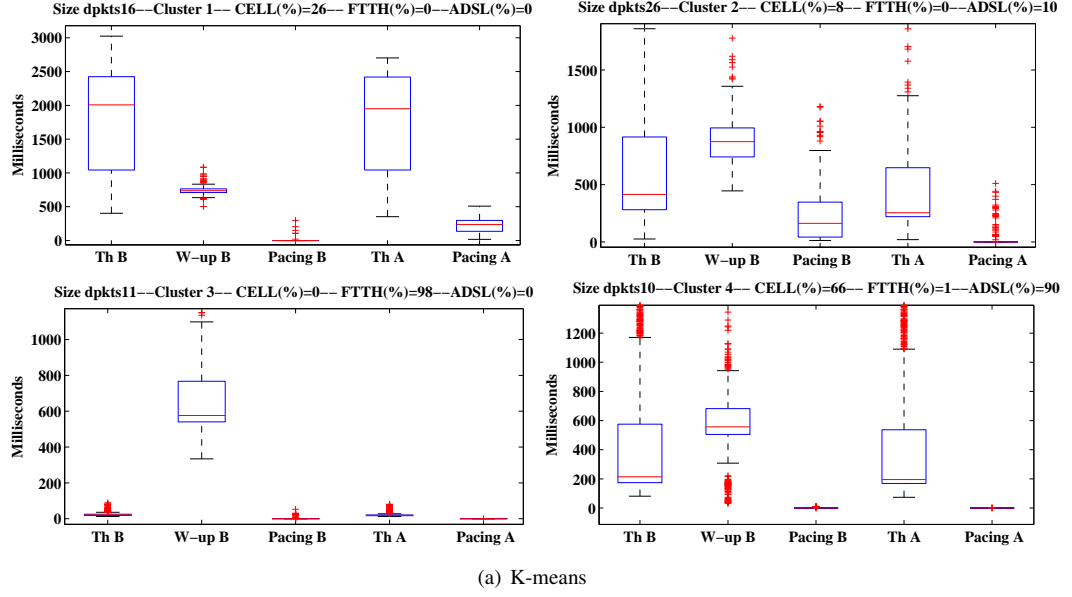 Size dpkts16−−Cluster 1−− CELL(%)=26 −− FTTH(%)=0−−ADSL(%)=0
Milliseconds
3000
2500
2000
1500
1000
500
0
Th B W−up B Pacing B Th A Pacing A
Size dpkts26−−Cluster 2−− CELL(%)=8−− FTTH(%)=0−−ADSL(%)=10
Milliseconds
1500
1000
500
0
Th B W−up B Pacing B Th A Pacing A
Size dpkts11−−Cluster 3−− CELL(%)=0−− FTTH(%)=98−−ADSL(%)=0
Milliseconds
1000
800
600
400
200
0
Th B W−up B Pacing B Th A Pacing A
Size dpkts10−−Cluster 4−− CELL(%)=66−− FTTH(%)=1−−ADSL(%)=90
Milliseconds
1200
1000
800
600
400
200
0
Th B W−up B Pacing B Th A Pacing A
(a) K-means